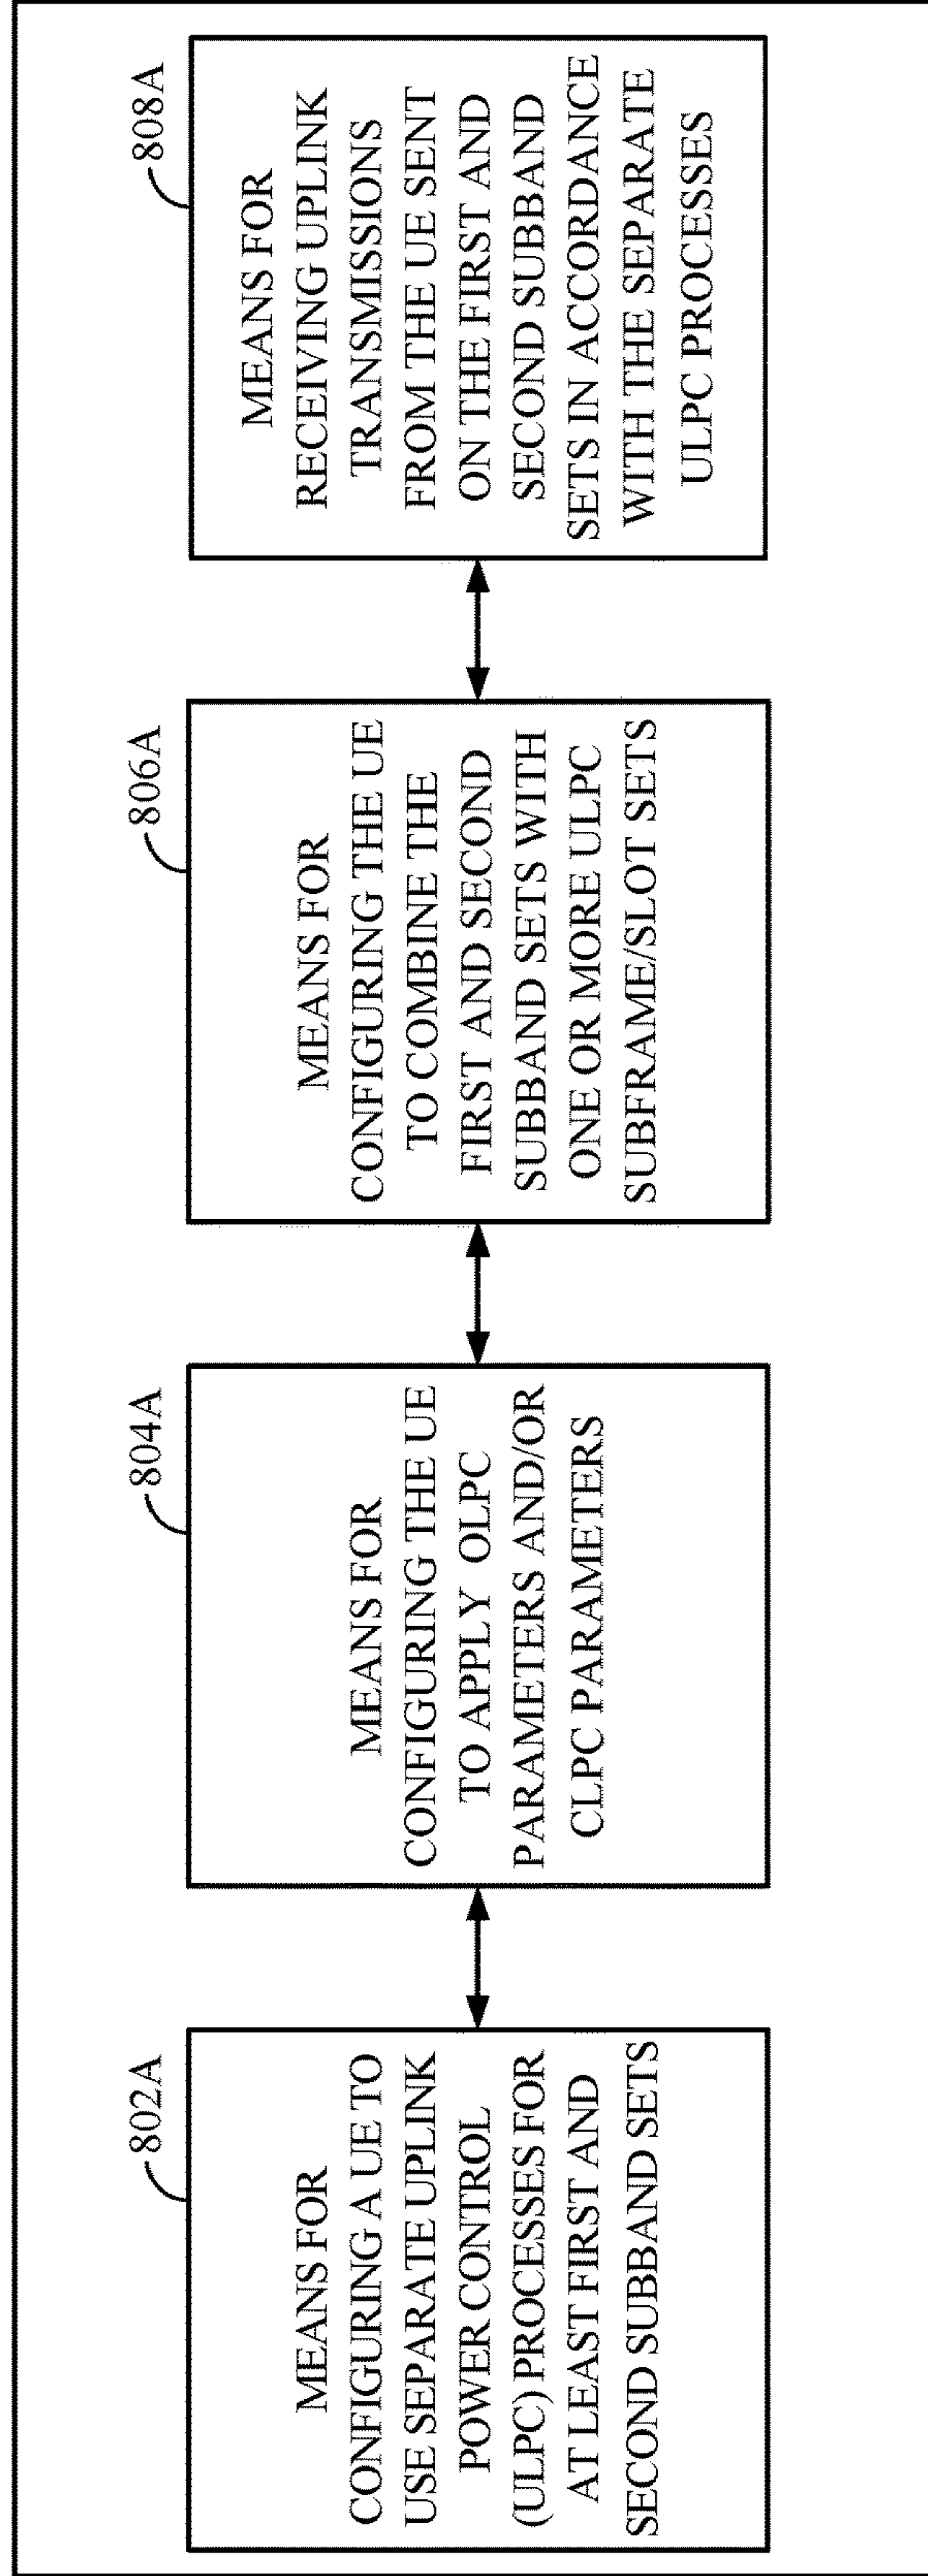 802A
MEANS FOR
CONFIGURING A UE TO
USE SEPARATE UPLINK
POWER CONTROL
(ULPC) PROCESSES FOR
AT LEAST FIRST AND
SECOND SUBBAND SETS
804A
MEANS FOR
CONFIGURING THE UE
TO APPLY OLPC
PARAMETERS AND/OR
CLPC PARAMETERS
806A
MEANS FOR
CONFIGURING THE UE
TO COMBINE THE
FIRST AND SECOND
SUBBAND SETS WITH
ONE OR MORE ULPC
SUBFRAME/SLOT SETS
808A
MEANS FOR
RECEIVING UPLINK
TRANSMISSIONS
FROM THE UE SENT
ON THE FIRST AND
SECOND SUBBAND
SETS IN ACCORDANCE
WITH THE SEPARATE
ULPC PROCESSES